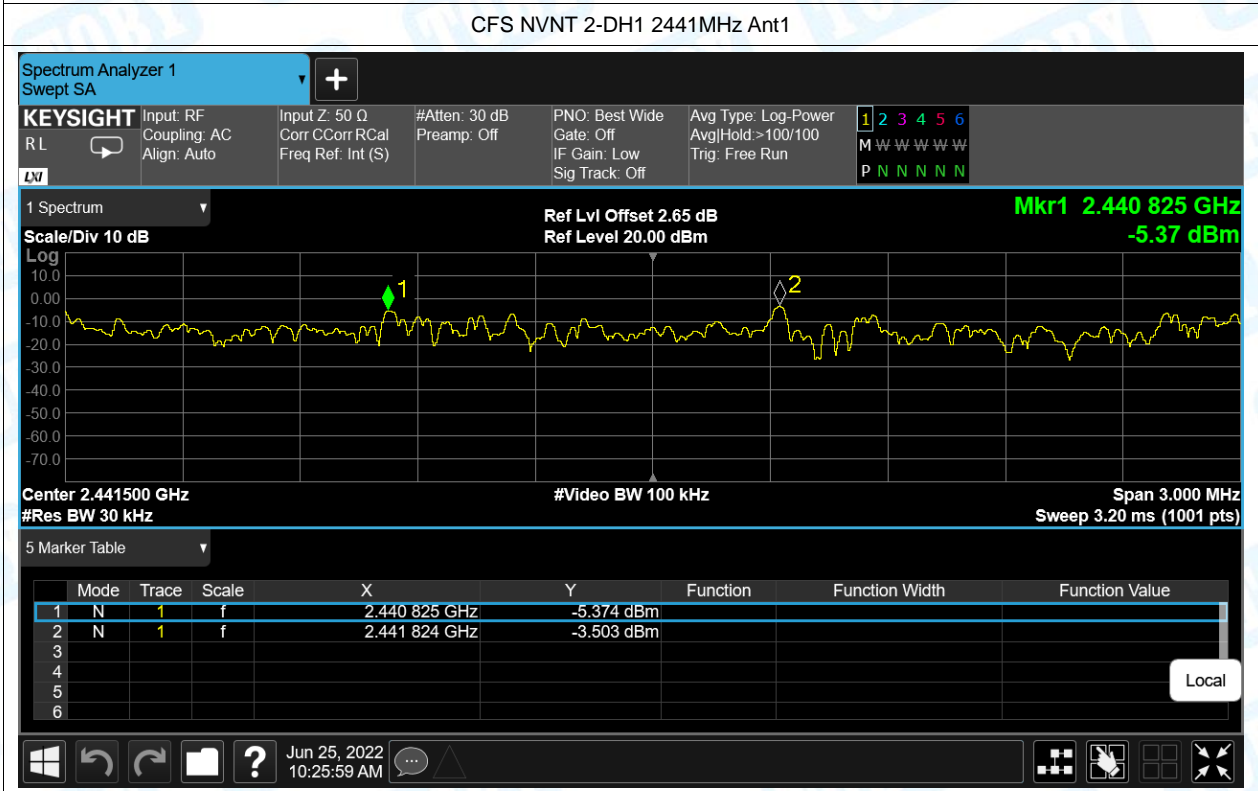 CFS NVNT 2-DH1 2441MHz Ant1
Spectrum Analyzer 1
Swept SA
+
KEYSIGHT
RL
LXI
Input: RF
Coupling: AC
Align: Auto
Input Z: 50 Ω
Corr CCorr RCal
Freq Ref: Int (S)
#Atten: 30 dB
Preamp: Off
PNO: Best Wide
Gate: Off
IF Gain: Low
Sig Track: Off
Avg Type: Log-Power
Avg|Hold:>100/100
Trig: Free Run
1 2 3 4 5 6
M W W W W W
P N N N N N
1 Spectrum
Scale/Div 10 dB
Ref Lvl Offset 2.65 dB
Ref Level 20.00 dBm
Mkr1 2.440 825 GHz
-5.37 dBm
Log
10.0
0.00
-10.0
-20.0
-30.0
-40.0
-50.0
-60.0
-70.0
1
2
Center 2.441500 GHz #Video BW 100 kHz Span 3.000 MHz
#Res BW 30 kHz Sweep 3.20 ms (1001 pts)
5 Marker Table
Mode Trace Scale X Y Function Function Width Function Value
1 N 1 f 2.440 825 GHz -5.374 dBm
2 N 1 f 2.441 824 GHz -3.503 dBm
3
4
5
6
Local
?
Jun 25, 2022
10:25:59 AM